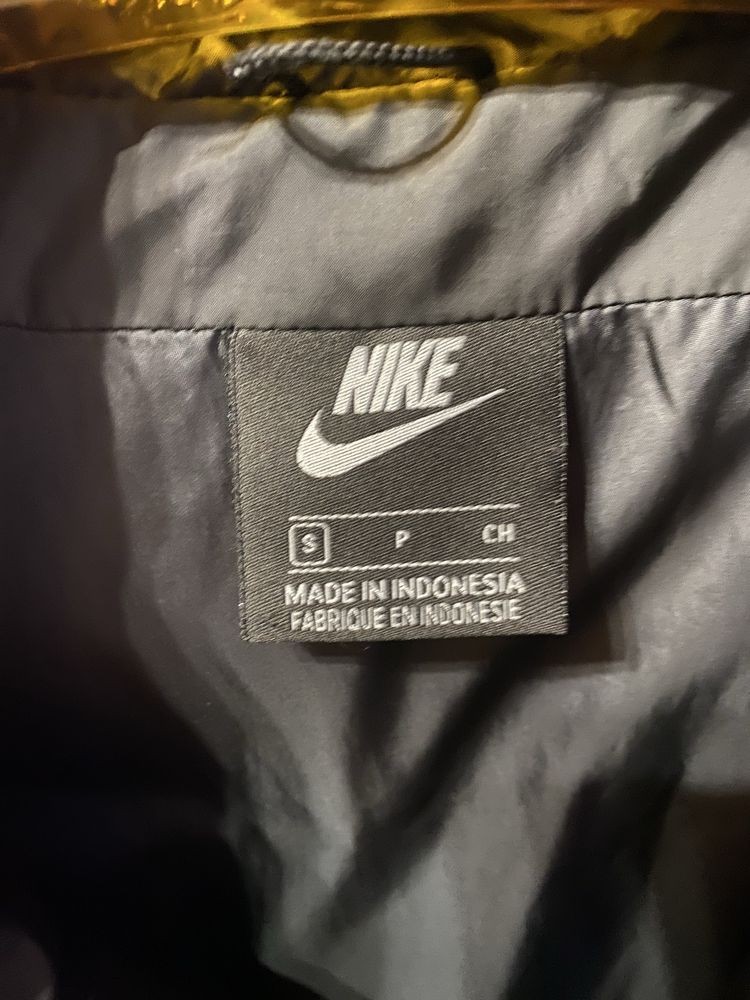 NIKE
S P CH
MADE IN INDONESIA
FABRIQUE EN INDONESIE